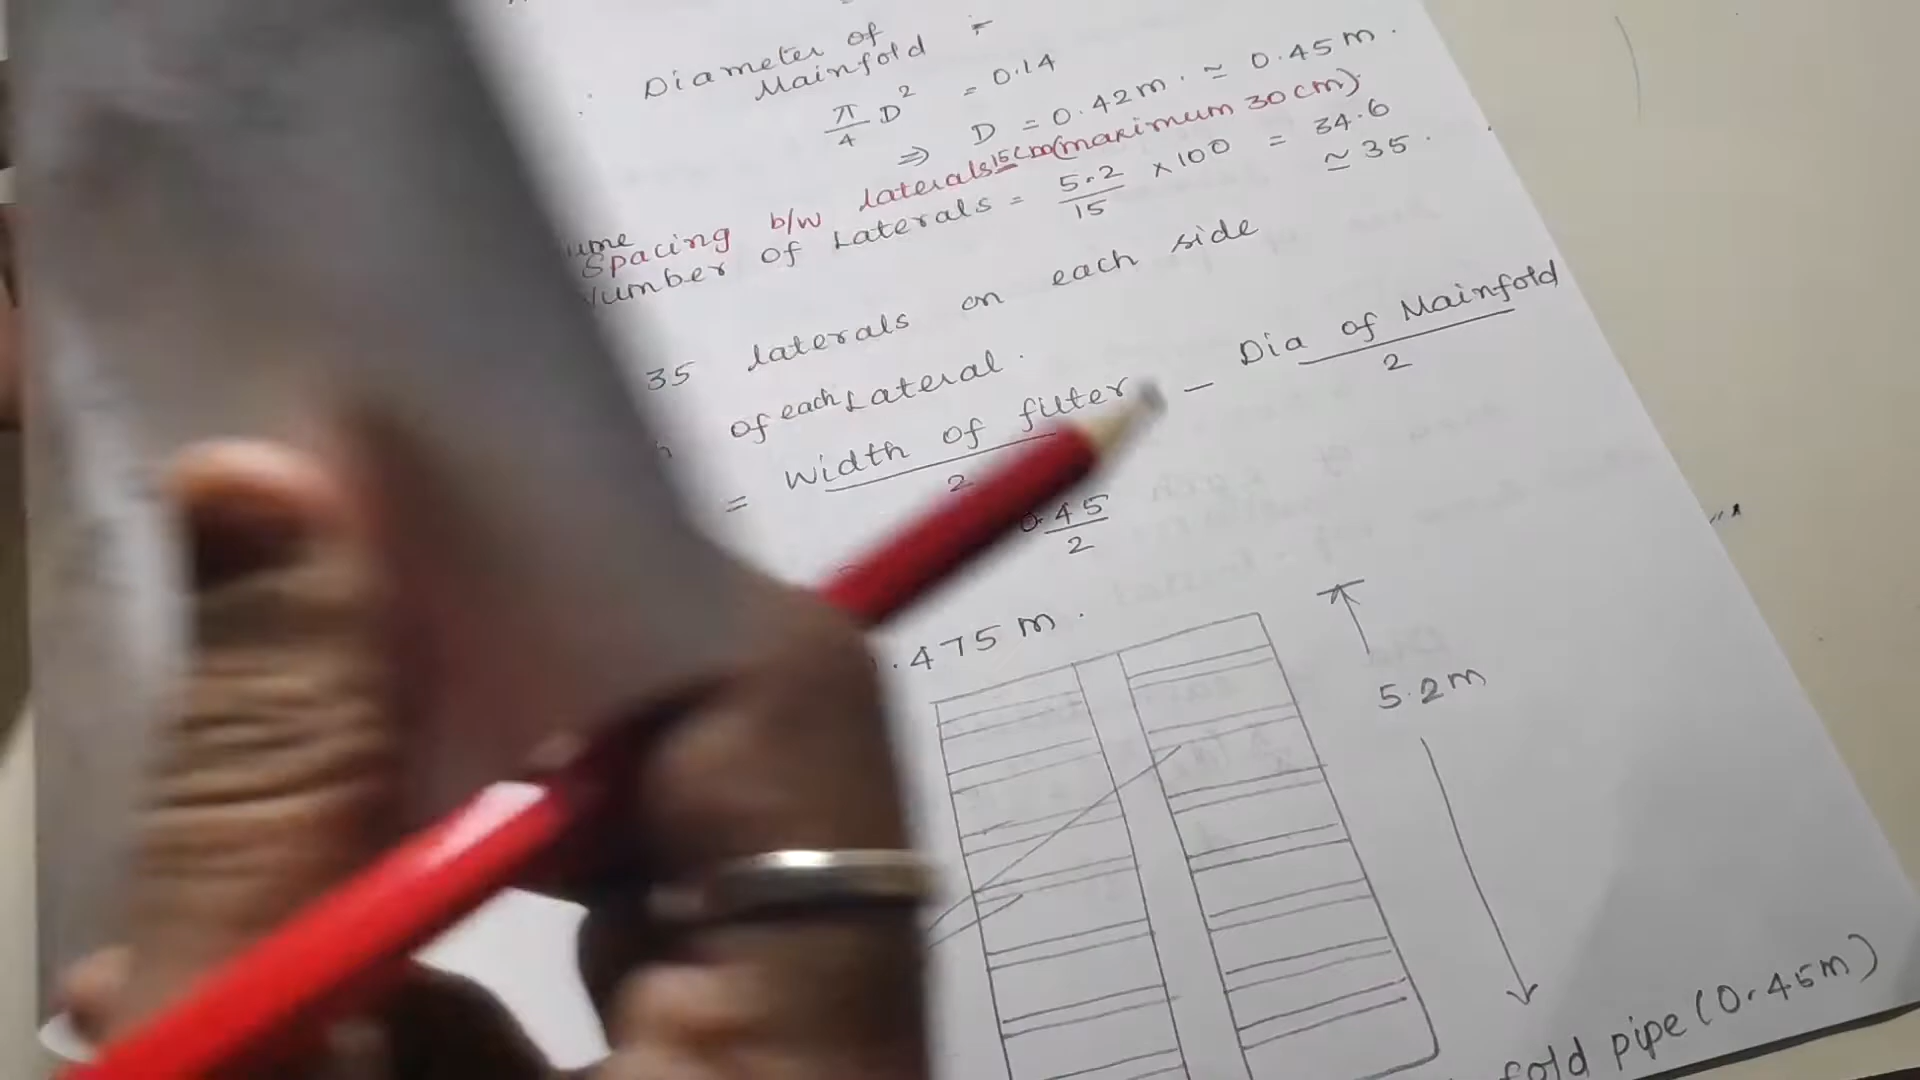 Diameter of
Mainfold :-
π/4 D² = 0.14
⇒ D = 0.42m. ≃ 0.45m.
Spacing b/w laterals 15cm (maximum 30cm)
Number of Laterals = 5.2/15 × 100 = 34.6
≃ 35.
35 laterals on each side
of each Lateral.
= Width of filter/2 - Dia of Mainfold/2
0.45/2
.475m.
5.2m
pipe (0.45m)